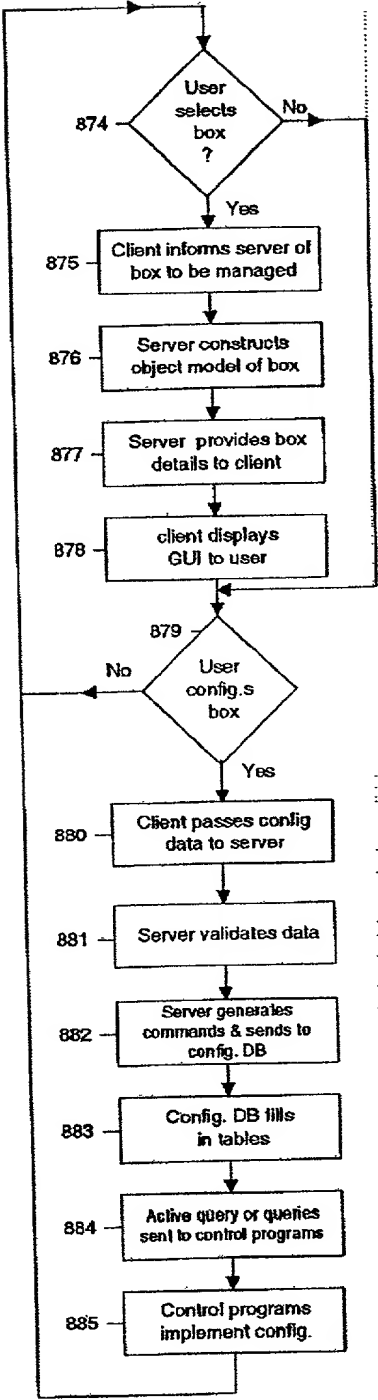 User
selects
box
?
874
No
Yes
875
Client informs server of
box to be managed
876
Server constructs
object model of box
877
Server provides box
details to client
878
client displays
GUI to user
879
User
config.s
box
No
Yes
880
Client passes config
data to server
881
Server validates data
882
Server generates
commands & sends to
config. DB
883
Config. DB fills
in tables
884
Active query or queries
sent to control programs
885
Control programs
implement config.